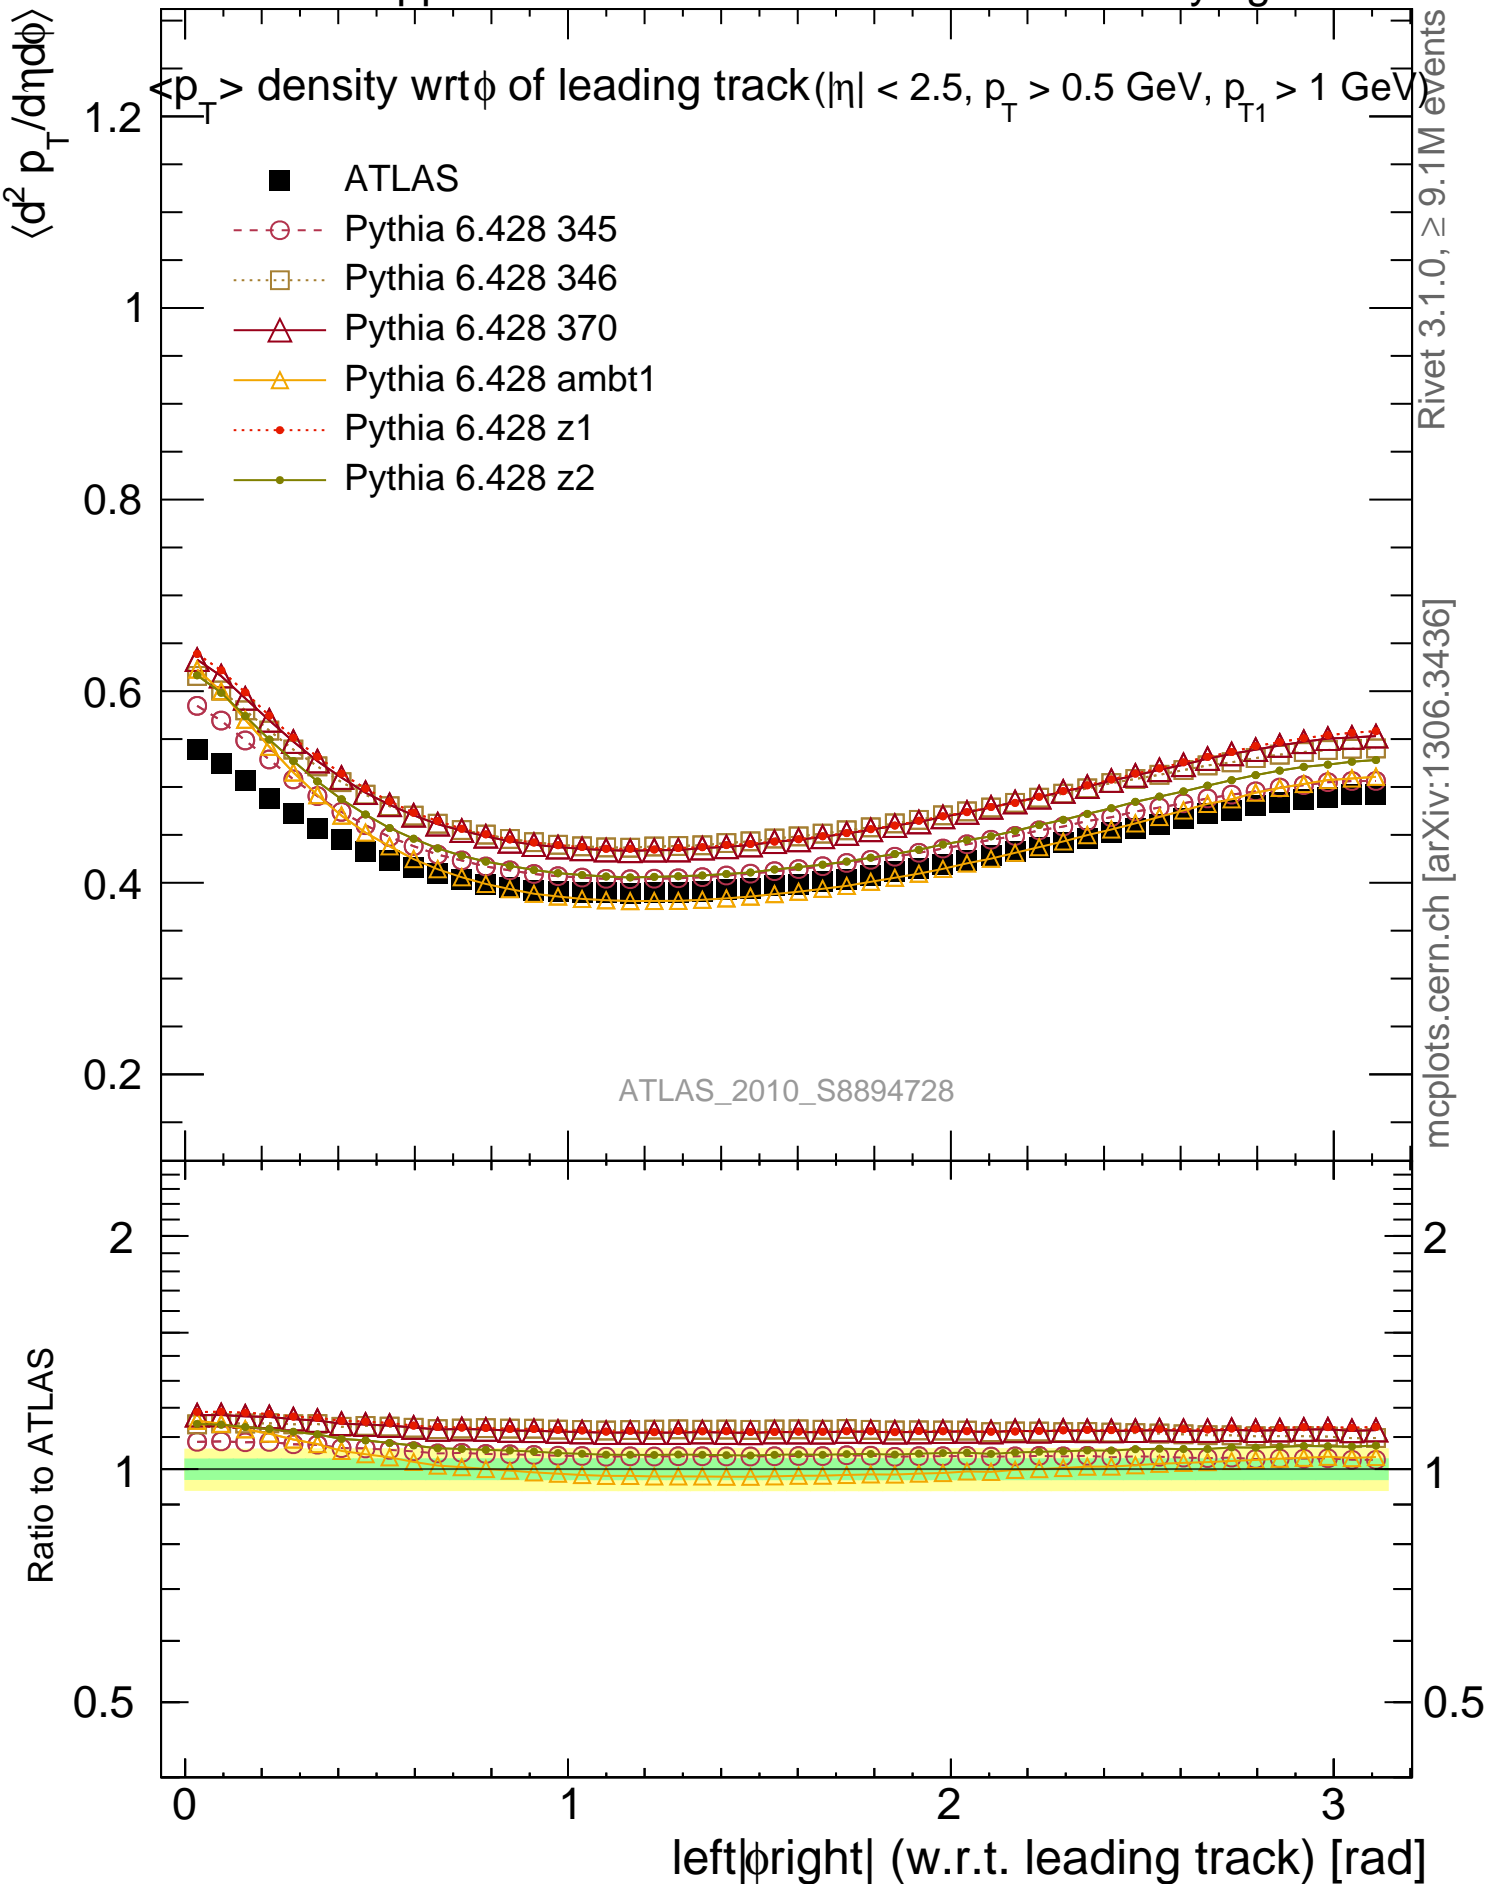 <p_T> density wrt φ of leading track (|η| < 2.5, p_T > 0.5 GeV, p_T1 > 1 GeV)
⟨d² p_T/dηdϕ⟩
ATLAS
Pythia 6.428 345
Pythia 6.428 346
Pythia 6.428 370
Pythia 6.428 ambt1
Pythia 6.428 z1
Pythia 6.428 z2
1.2
1
0.8
0.6
0.4
0.2
ATLAS_2010_S8894728
Rivet 3.1.0, ≥ 9.1M events
mcplots.cern.ch [arXiv:1306.3436]
Ratio to ATLAS
2
1
0.5
2
1
0.5
0
1
2
3
left|ϕright| (w.r.t. leading track) [rad]